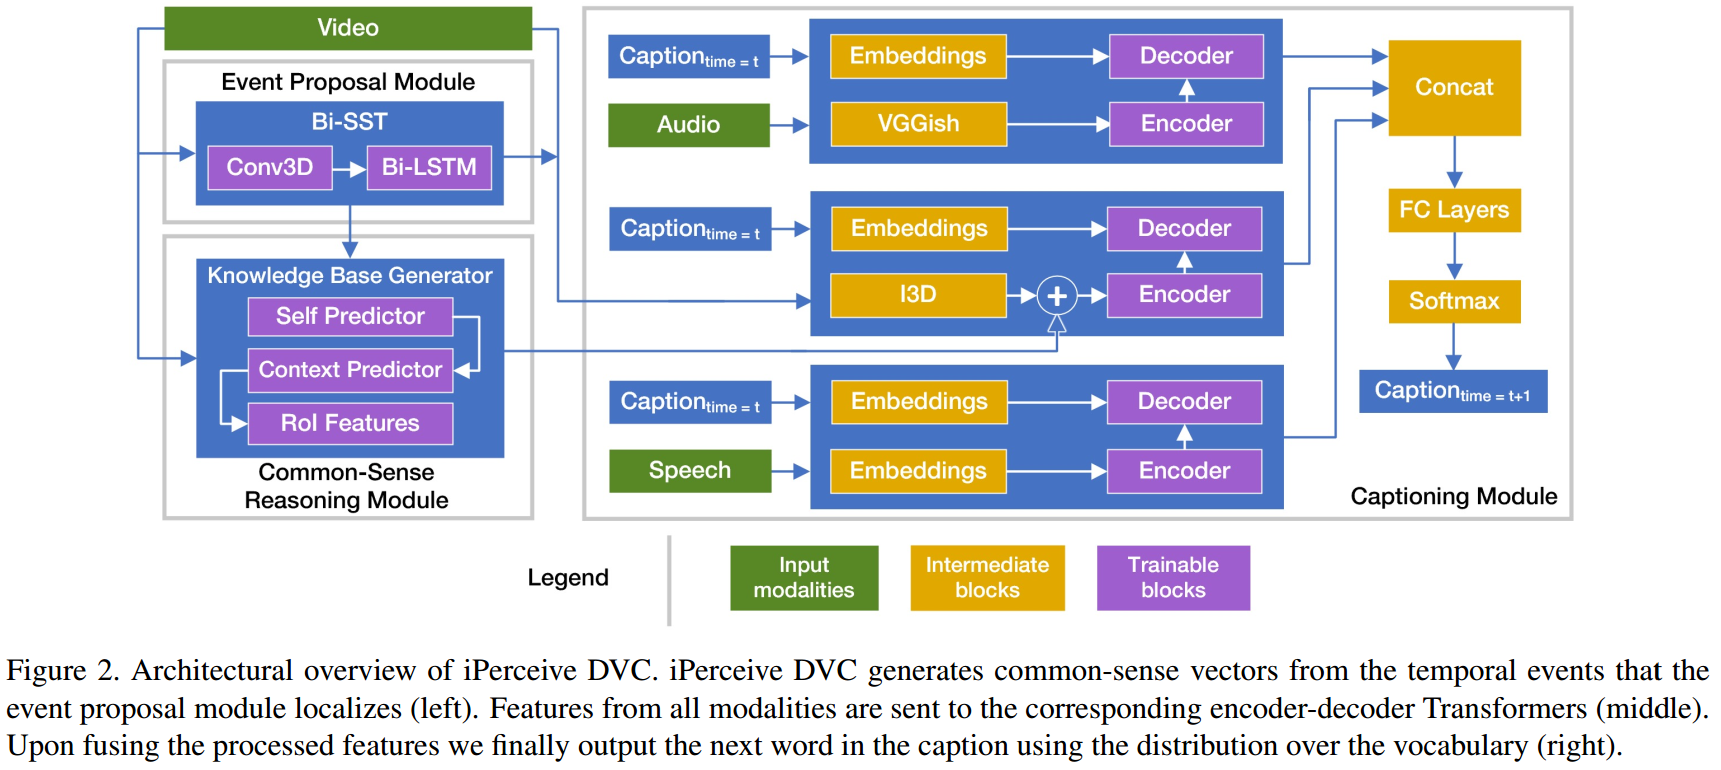 Video
Event Proposal Module
Bi-SST
Conv3D
Bi-LSTM
Knowledge Base Generator
Self Predictor
Context Predictor
RoI Features
Common-Sense
Reasoning Module
Caption time = t
Embeddings
Decoder
Audio
VGGish
Encoder
Caption time = t
Embeddings
Decoder
I3D
+
Encoder
Caption time = t
Embeddings
Decoder
Speech
Embeddings
Encoder
Concat
FC Layers
Softmax
Caption time = t+1
Captioning Module
Legend
Input
modalities
Intermediate
blocks
Trainable
blocks
Figure 2. Architectural overview of iPerceive DVC. iPerceive DVC generates common-sense vectors from the temporal events that the
event proposal module localizes (left). Features from all modalities are sent to the corresponding encoder-decoder Transformers (middle).
Upon fusing the processed features we finally output the next word in the caption using the distribution over the vocabulary (right).